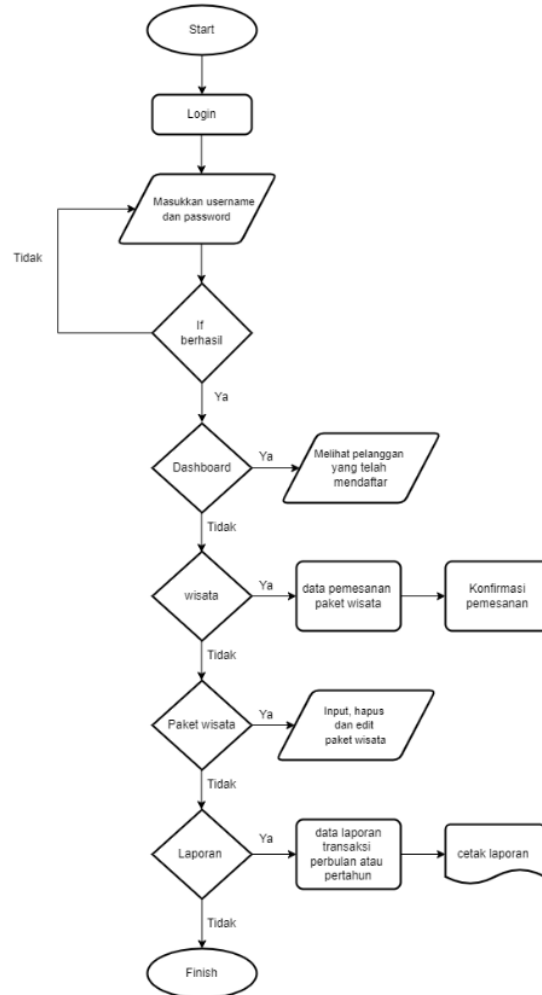 Start
Login
Masukkan username
dan password
Tidak
If
berhasil
Ya
Dashboard
Ya
Melihat pelanggan
yang telah
mendaftar
Tidak
wisata
Ya
data pemesanan
paket wisata
Konfirmasi
pemesanan
Tidak
Paket wisata
Ya
Input, hapus
dan edit
paket wisata
Tidak
Laporan
Ya
data laporan
transaksi
perbulan atau
pertahun
cetak laporan
Tidak
Finish